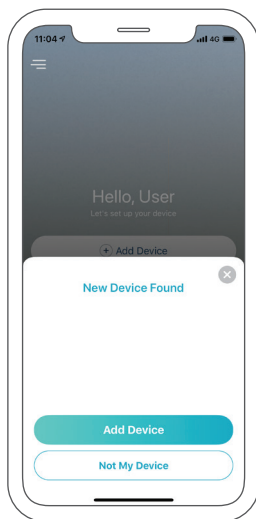 11:04
4G
Hello, User
Let's set up your device
Add Device
New Device Found
Add Device
Not My Device